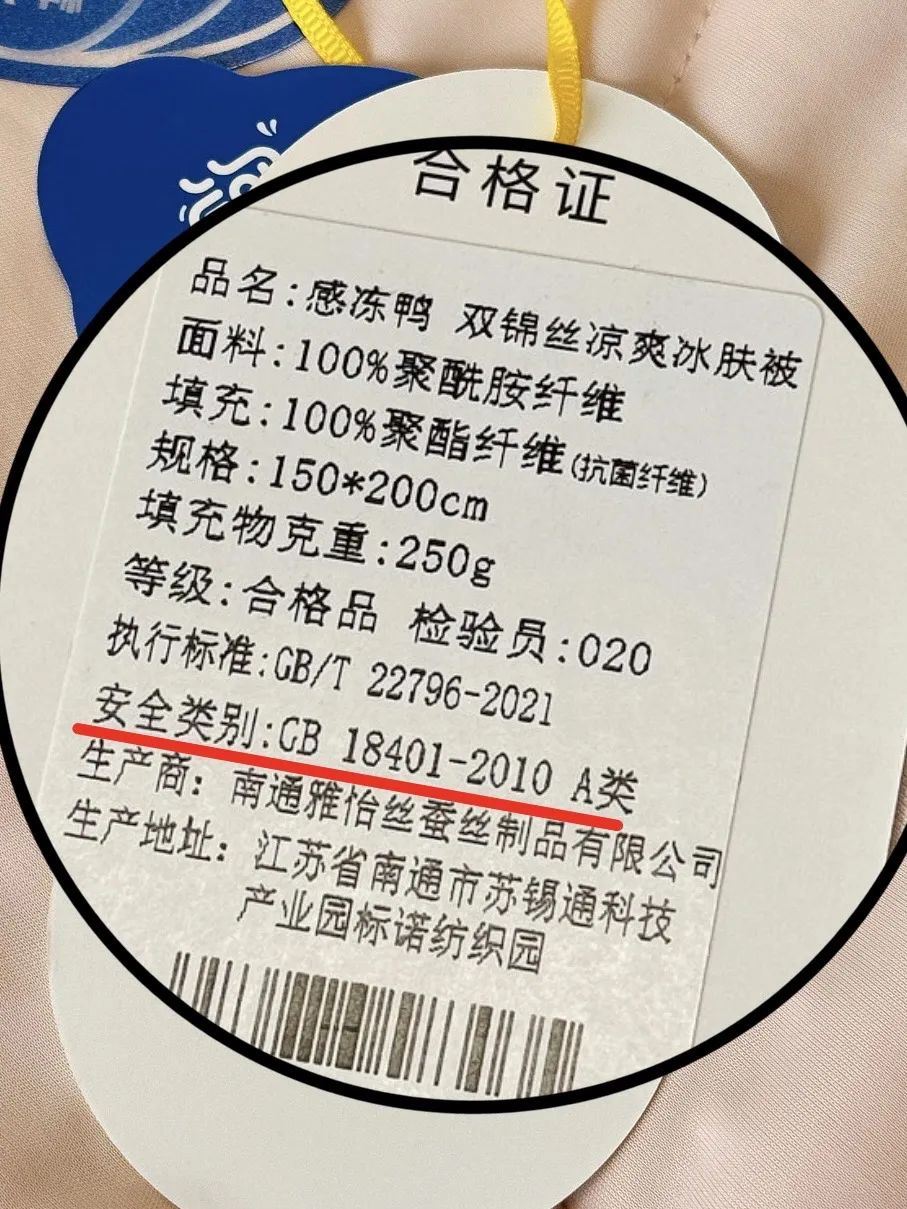 合格证
品名:感冻鸭 双锦丝凉爽冰肤被
面料:100%聚酰胺纤维
填充:100%聚酯纤维(抗菌纤维)
规格:150*200cm
填充物克重:250g
等级:合格品 检验员:020
执行标准:GB/T 22796-2021
安全类别:GB 18401-2010 A类
生产商: 南通雅怡丝蚕丝制品有限公司
生产地址: 江苏省南通市苏锡通科技
产业园标诺纺织园